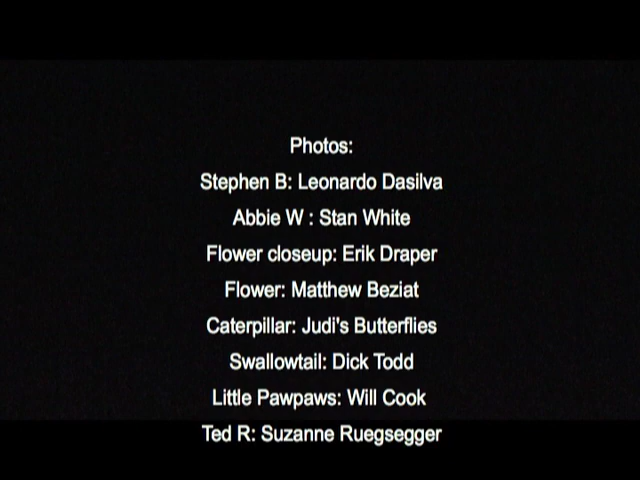 Photos:
Stephen B: Leonardo Dasilva
Abbie W : Stan White
Flower closeup: Erik Draper
Flower: Matthew Beziat
Caterpillar: Judi's Butterflies
Swallowtail: Dick Todd
Little Pawpaws: Will Cook
Ted R: Suzanne Ruegsegger